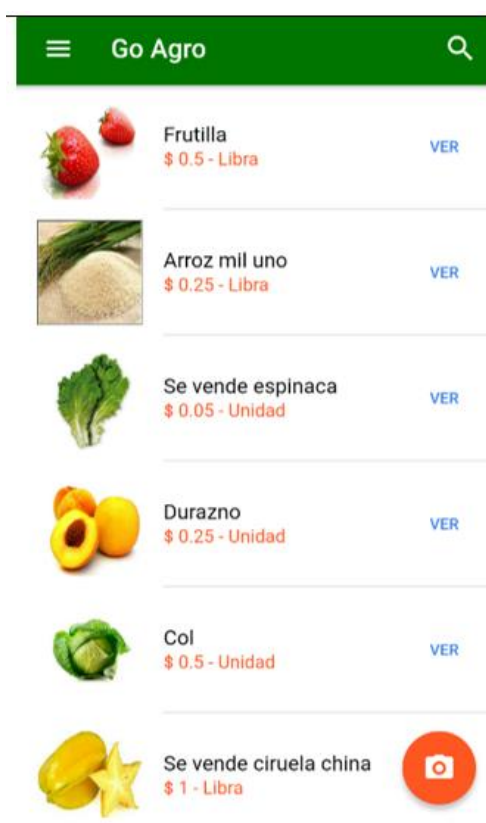 Go Agro
Frutilla
$ 0.5 - Libra
VER
Arroz mil uno
$ 0.25 - Libra
VER
Se vende espinaca
$ 0.05 - Unidad
VER
Durazno
$ 0.25 - Unidad
VER
Col
$ 0.5 - Unidad
VER
Se vende ciruela china
$ 1 - Libra